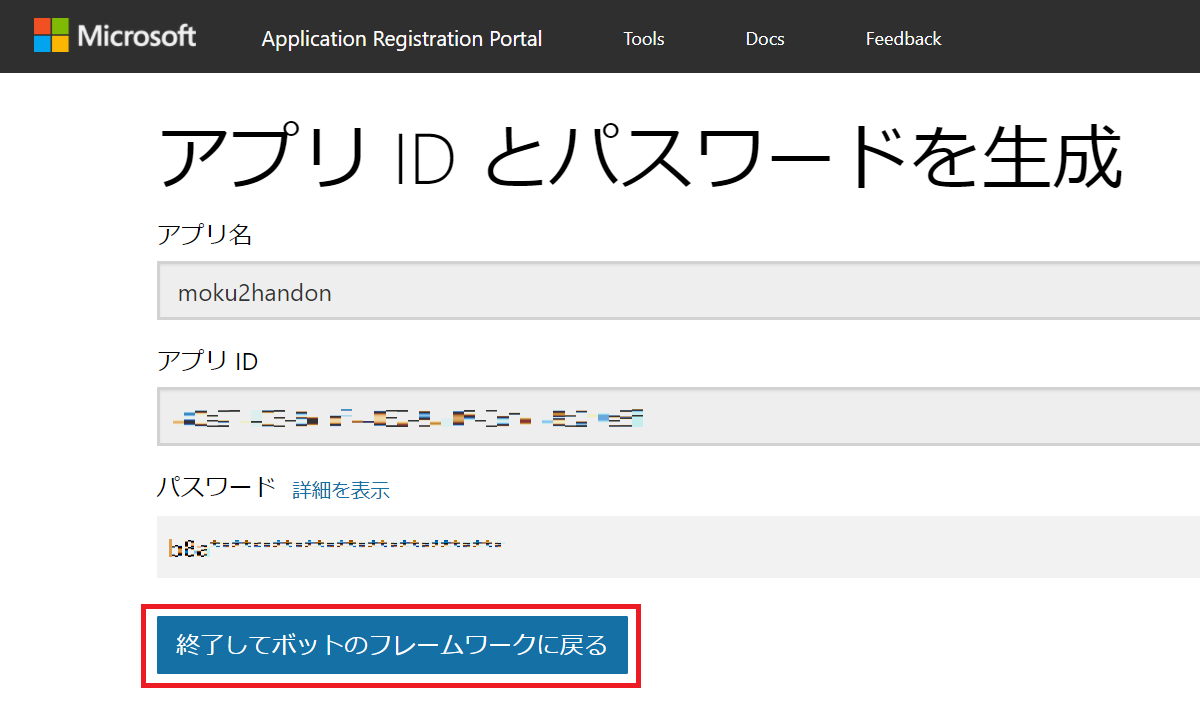 Microsoft Application Registration Portal Tools Docs Feedback
アプリ ID とパスワードを生成
アプリ名
moku2handon
アプリ ID
パスワード 詳細を表示
b8a
終了してボットのフレームワークに戻る